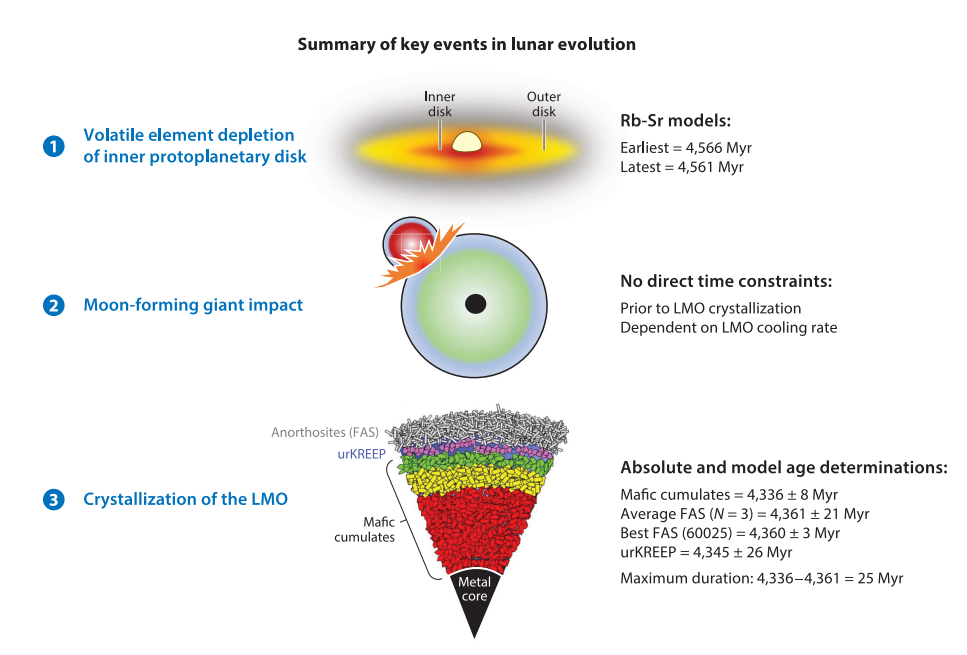 Summary of key events in lunar evolution
1
Volatile element depletion
of inner protoplanetary disk
Inner
disk
Outer
disk
Rb-Sr models:
Earliest = 4,566 Myr
Latest = 4,561 Myr
2
Moon-forming giant impact
No direct time constraints:
Prior to LMO crystallization
Dependent on LMO cooling rate
3
Crystallization of the LMO
Anorthosites (FAS)
urKREEP
Mafic
cumulates
Metal
core
Absolute and model age determinations:
Mafic cumulates = 4,336 ± 8 Myr
Average FAS (N = 3) = 4,361 ± 21 Myr
Best FAS (60025) = 4,360 ± 3 Myr
urKREEP = 4,345 ± 26 Myr
Maximum duration: 4,336−4,361 = 25 Myr